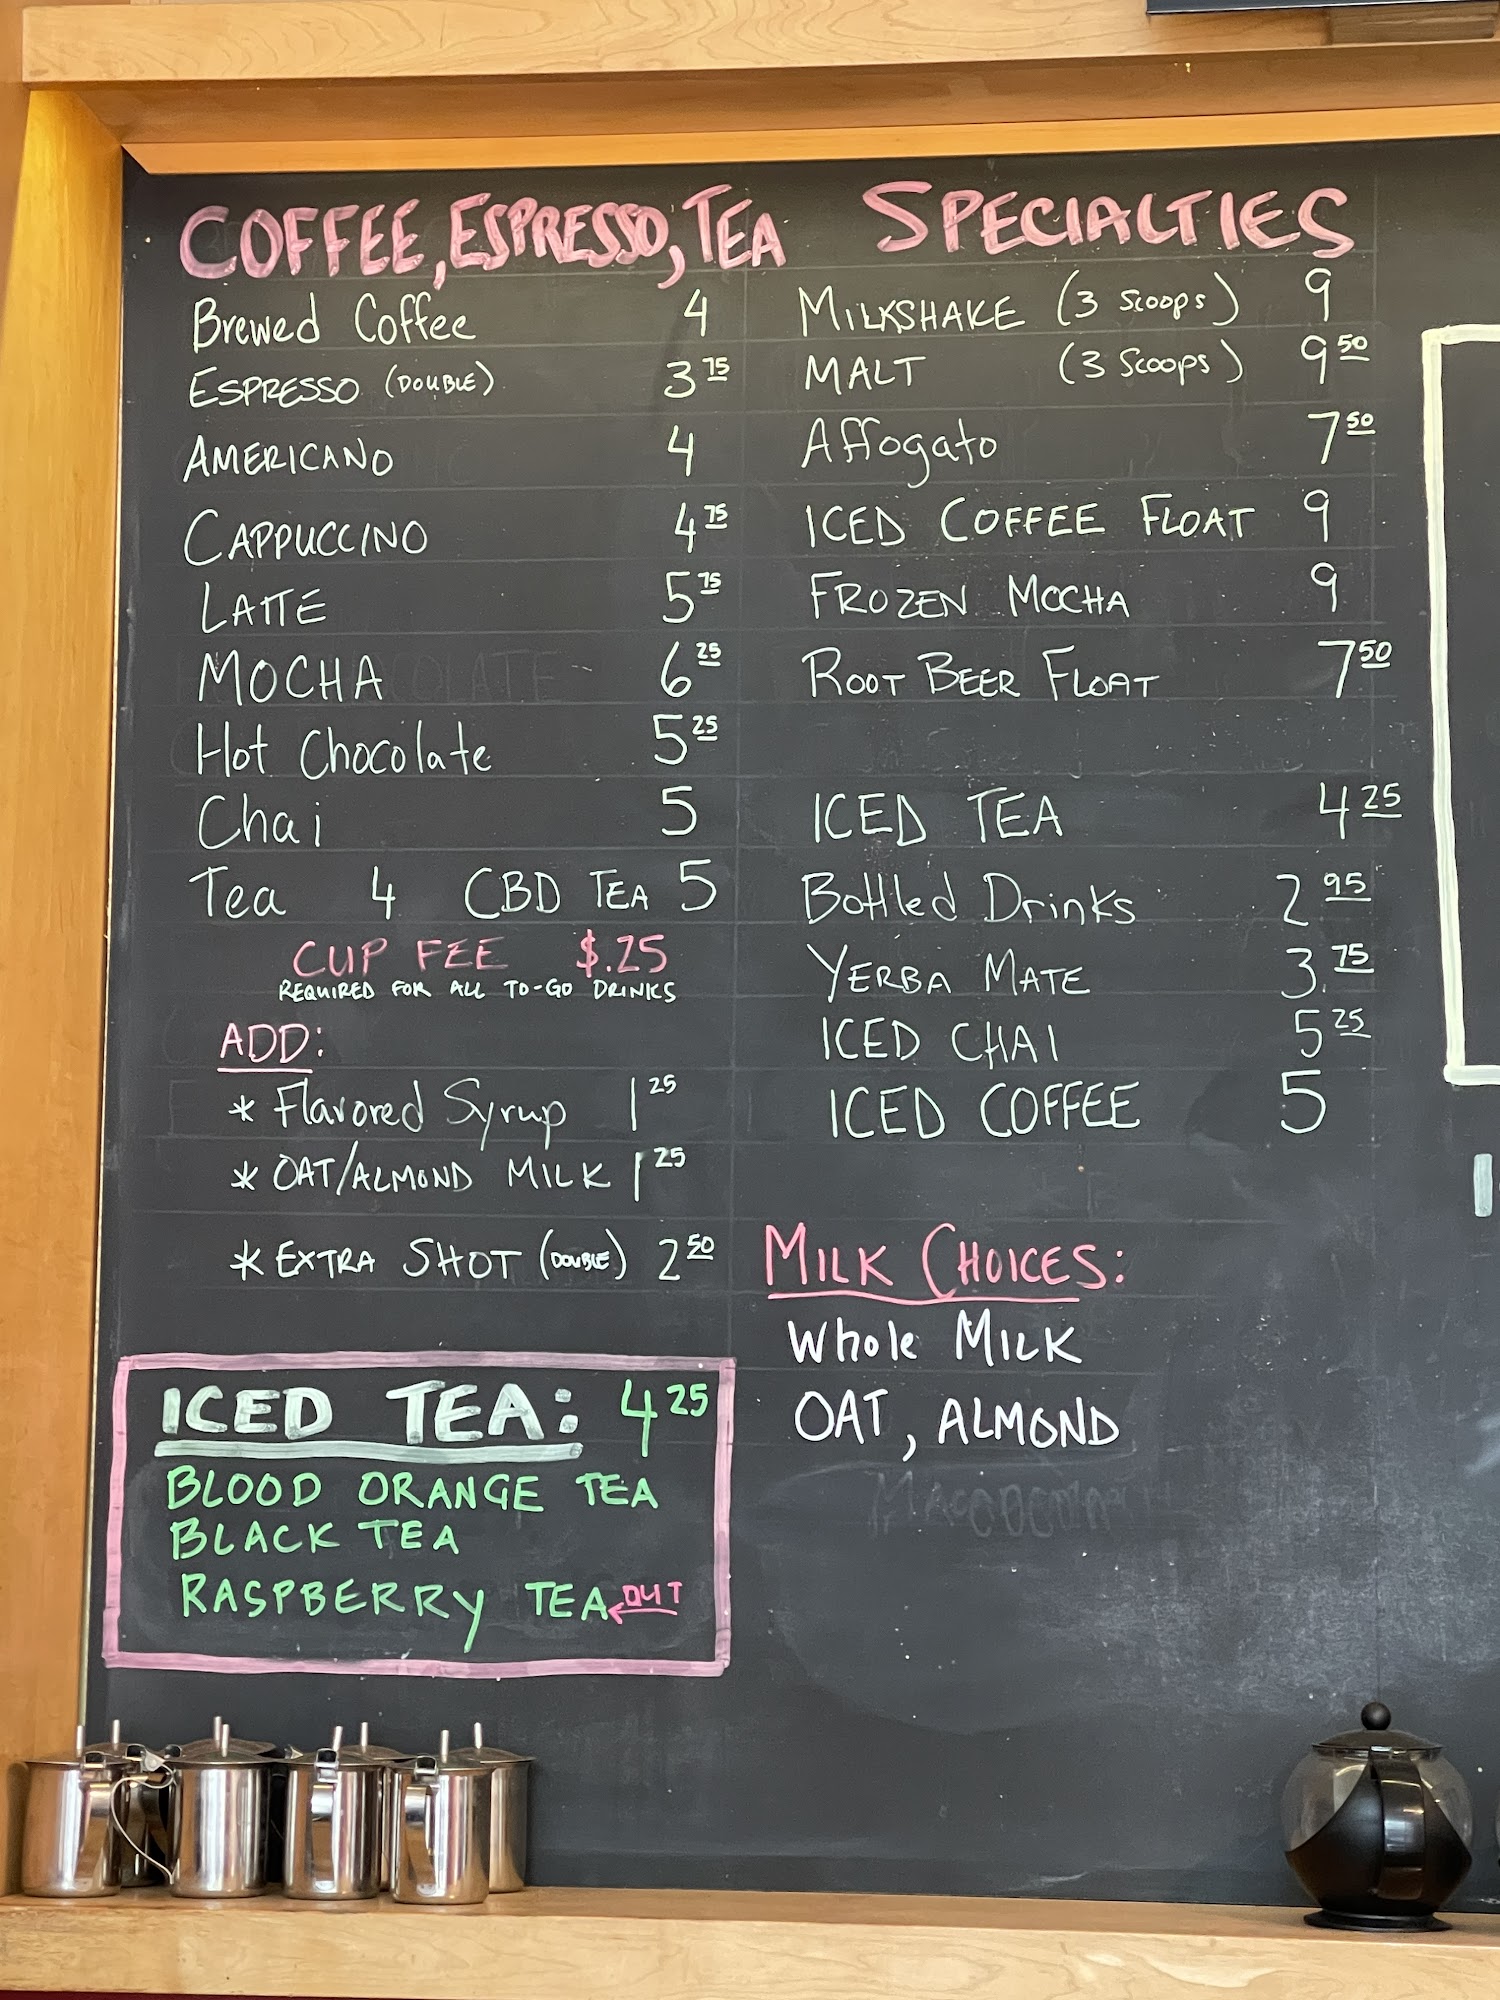 COFFEE, ESPRESSO, TEA
Brewed Coffee 4
ESPRESSO (DOUBLE) 3 75
AMERICANO 4
CAPPUCCINO 4 75
LATTE 5 75
MOCHA 6 25
Hot Chocolate 5 25
Chai 5
Tea 4 CBD TEA 5
CUP FEE $.25
REQUIRED FOR ALL TO-GO DRINKS
ADD:
* Flavored Syrup 1 25
* OAT/ALMOND MILK 1 25
* EXTRA SHOT (DOUBLE) 2 50
ICED TEA: 4 25
BLOOD ORANGE TEA
BLACK TEA
RASPBERRY TEA ← OUT
SPECIALTIES
MILKSHAKE (3 Scoops) 9
MALT (3 Scoops) 9 50
Affogato 7 50
ICED COFFEE FLOAT 9
FROZEN MOCHA 9
ROOT BEER FLOAT 7 50
ICED TEA 4 25
Bottled Drinks 2 95
YERBA MATE 3.75
ICED CHAI 5 25
ICED COFFEE 5
MILK CHOICES:
Whole MILK
OAT, ALMOND